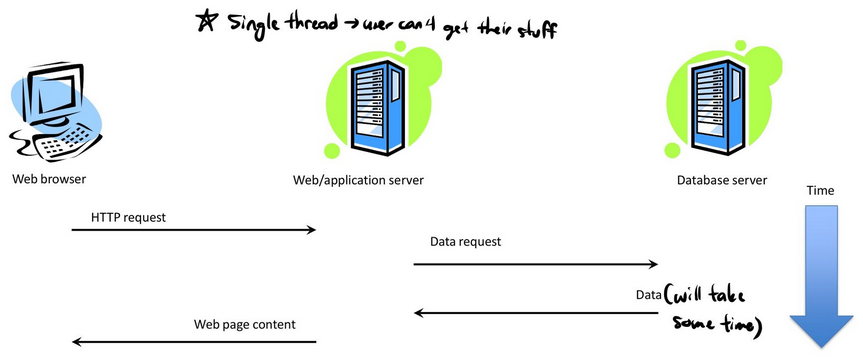 ☆ Single thread → user can't get their stuff
Web browser
Web/application server
Database server
Time
HTTP request
Data request
Data (will take
some time)
Web page content